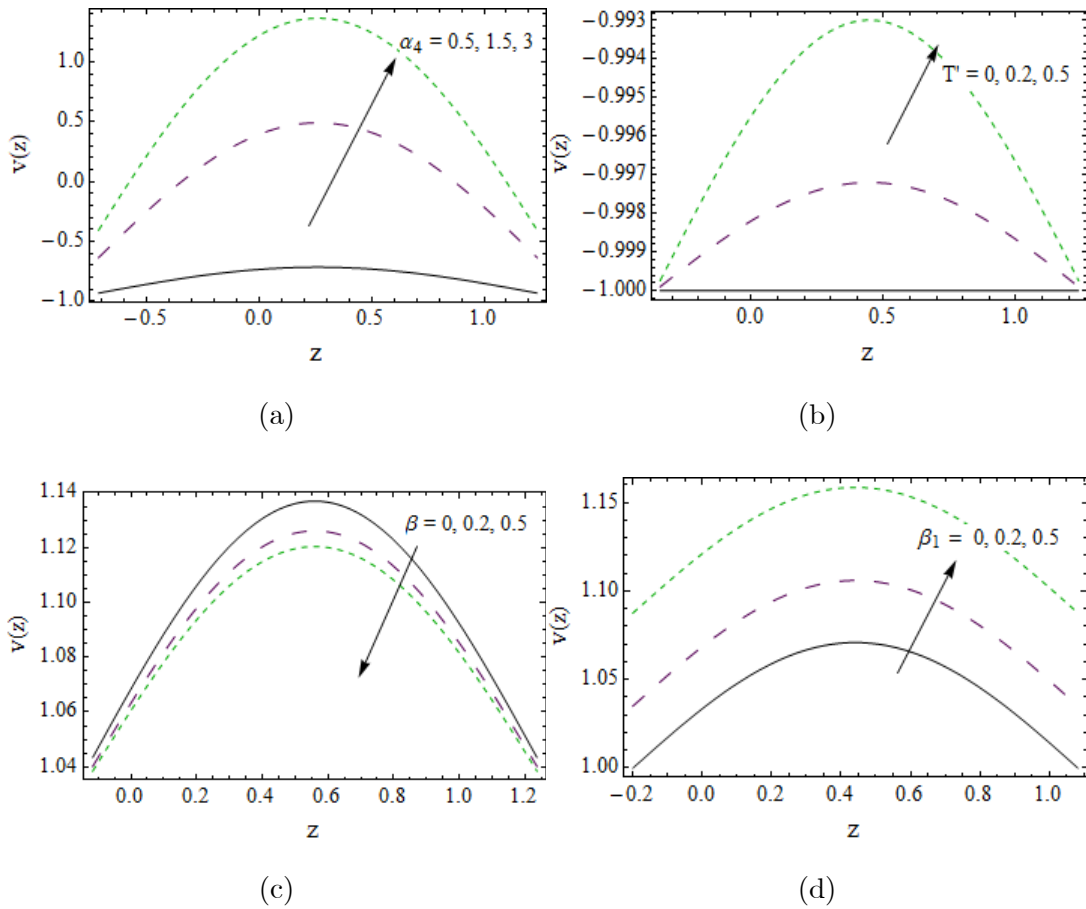 α₄ = 0.5, 1.5, 3
1.0
0.5
0.0
−0.5
−1.0
v(z)
−0.5 0.0 0.5 1.0
z
(a)
−0.993
−0.994
−0.995
−0.996
−0.997
−0.998
−0.999
−1.000
v(z)
T' = 0, 0.2, 0.5
0.0 0.5 1.0
z
(b)
1.14
1.12
1.10
1.08
1.06
1.04
v(z)
β = 0, 0.2, 0.5
0.0 0.2 0.4 0.6 0.8 1.0 1.2
z
(c)
1.15
1.10
1.05
1.00
v(z)
β₁ = 0, 0.2, 0.5
−0.2 0.0 0.2 0.4 0.6 0.8 1.0
z
(d)